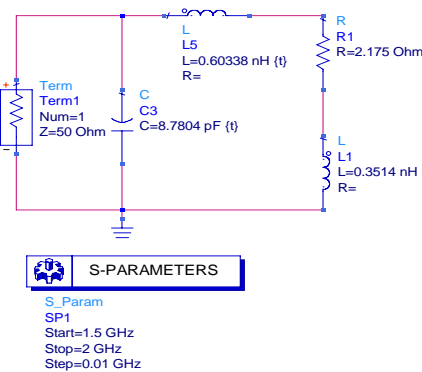 L
L5
L=0.60338 nH {t}
R=
R
R1
R=2.175 Ohm
+
Term
Term1
Num=1
Z=50 Ohm
-
C
C3
C=8.7804 pF {t}
L
L1
L=0.3514 nH
R=
S-PARAMETERS
S_Param
SP1
Start=1.5 GHz
Stop=2 GHz
Step=0.01 GHz